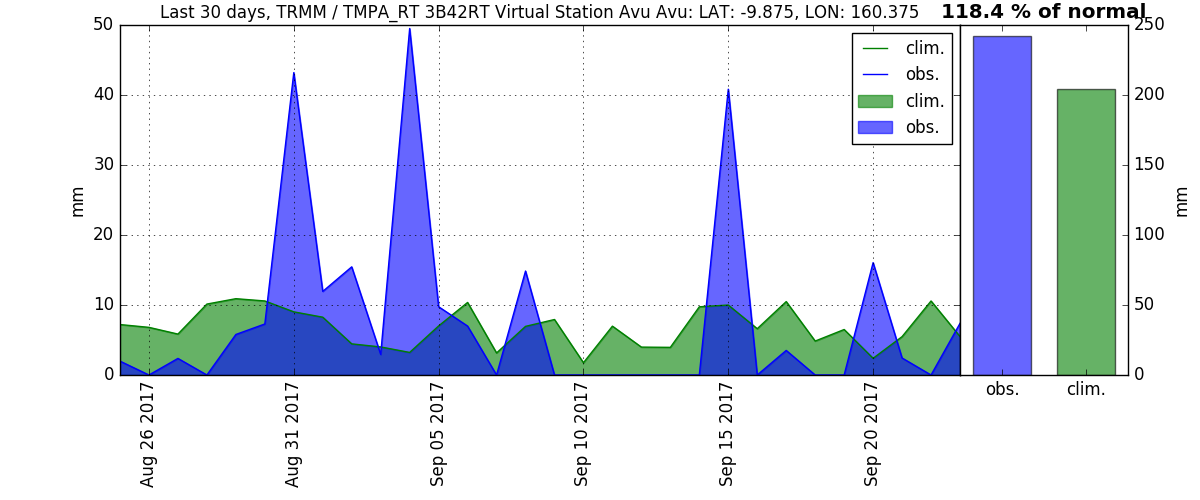 Last 30 days, TRMM / TMPA_RT 3B42RT Virtual Station Avu Avu: LAT: -9.875, LON: 160.375
118.4 % of normal
50
40
30
20
10
0
mm
clim.
obs.
clim.
obs.
250
200
150
100
50
0
mm
obs.
clim.
Aug 26 2017
Aug 31 2017
Sep 05 2017
Sep 10 2017
Sep 15 2017
Sep 20 2017